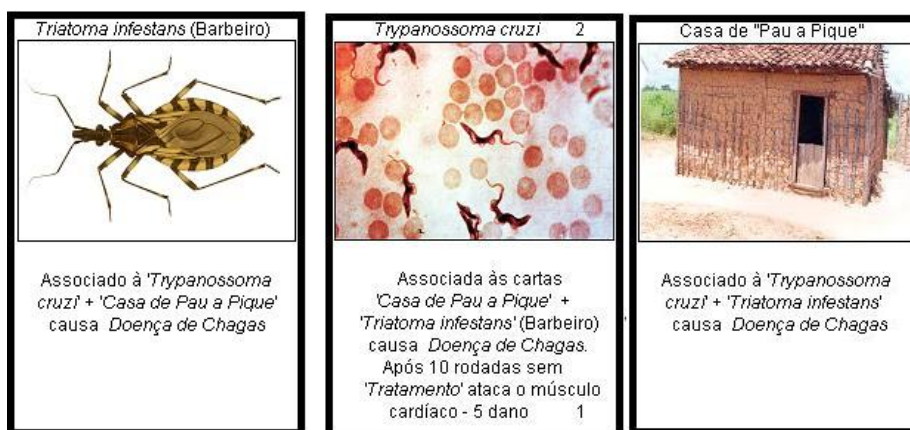 Triatoma infestans (Barbeiro)
Associado à 'Trypanossoma
cruzi' + 'Casa de Pau a Pique'
causa Doença de Chagas
Trypanossoma cruzi 2
Associada às cartas
'Casa de Pau a Pique' +
'Triatoma infestans' (Barbeiro)
causa Doença de Chagas.
Após 10 rodadas sem
'Tratamento' ataca o músculo
cardíaco - 5 dano 1
Casa de "Pau a Pique"
Associado à 'Trypanossoma
cruzi' + 'Triatoma infestans'
causa Doença de Chagas